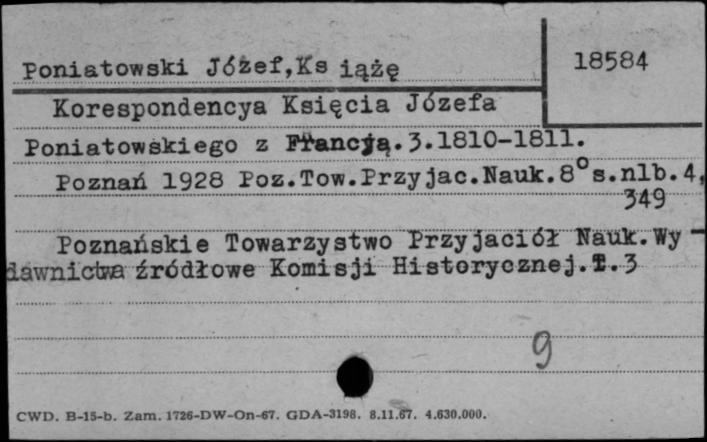 18584
Poniatowski Józef,Ks iążę
Korespondencya Księcia Józefa
Poniatowskiego z Francją.3.1810-1811.
Poznań 1928 Poz.Tow.Przyjac.Nauk.8° s.nlb.4,
349
Poznańskie Towarzystwo Przyjaciół Nauk.Wy-
dawnictwa źródłowe Komisji Historycznej.T.3
9
CWD. B-15-b. Zam. 1726-DW-On-67. GDA-3198. 8.11.67. 4.630.000.